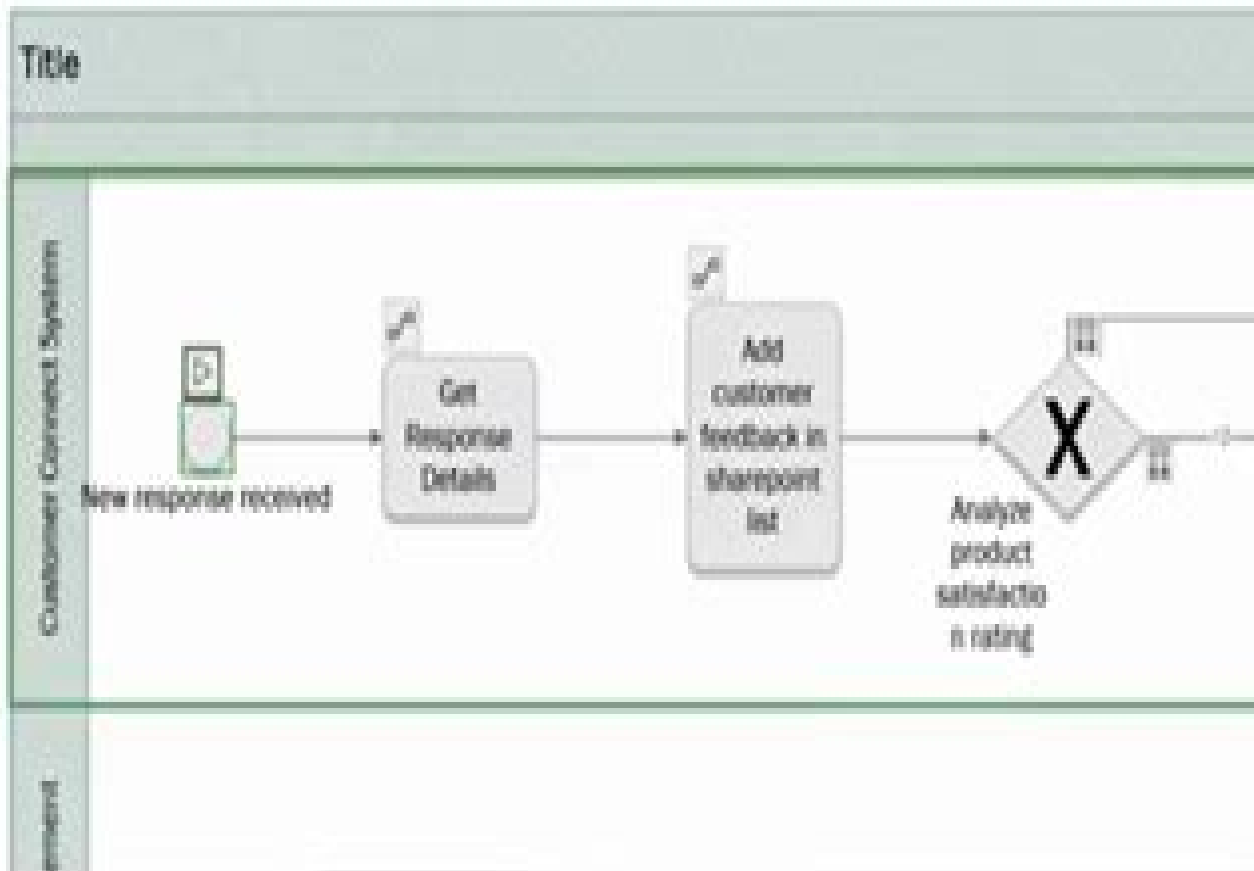 Title
Customer Connect System
New response received
Get
Response
Details
Add
customer
feedback in
sharepoint
list
X
Analyze
product
satisfactio
n rating
ement